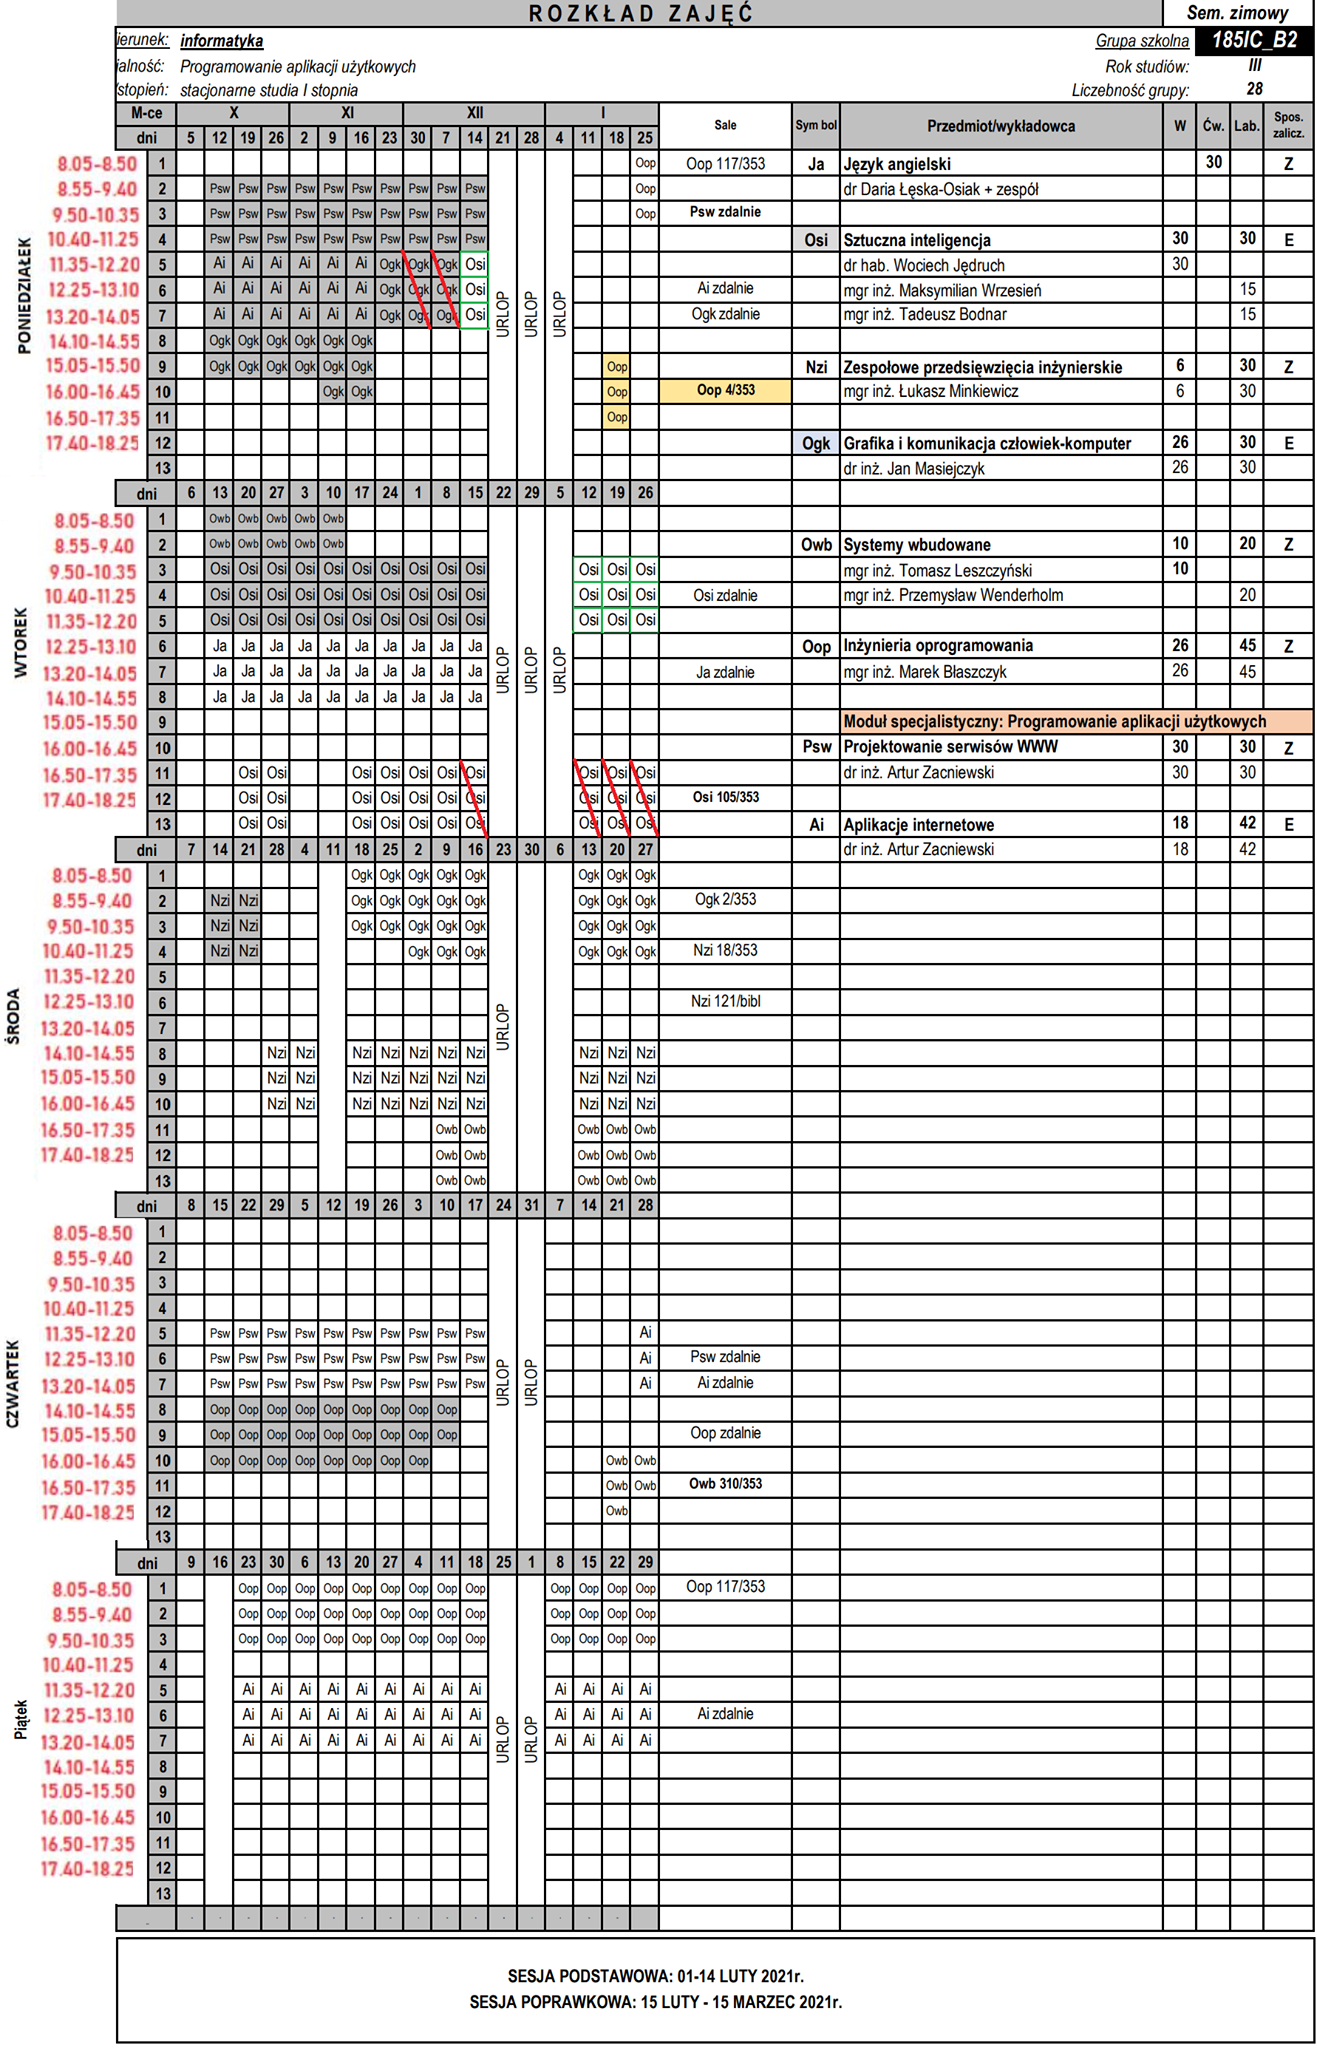 ROZKŁAD ZAJĘĆ Sem. zimowy
ierunek: informatyka Grupa szkolna 185IC_B2
jalność: Programowanie aplikacji użytkowych Rok studiów: III
stopień: stacjonarne studia I stopnia Liczebność grupy: 28
M-ce X XI XII I Sale Sym bol Przedmiot/wykładowca W Ćw. Lab. Spos. zalicz.
dni 5 12 19 26 2 9 16 23 30 7 14 21 28 4 11 18 25
PONIEDZIAŁEK
8.05-8.50 1 Oop Oop 117/353 Ja Język angielski 30 Z
8.55-9.40 2 Psw Psw Psw Psw Psw Psw Psw Psw Psw Psw Oop dr Daria Łęska-Osiak + zespół
9.50-10.35 3 Psw Psw Psw Psw Psw Psw Psw Psw Psw Psw Oop Psw zdalnie
10.40-11.25 4 Psw Psw Psw Psw Psw Psw Psw Psw Psw Psw Osi Sztuczna inteligencja 30 30 E
11.35-12.20 5 Ai Ai Ai Ai Ai Ai Ogk Ogk Ogk Osi dr hab. Wociech Jędruch 30
12.25-13.10 6 Ai Ai Ai Ai Ai Ai Ogk Ogk Ogk Osi Ai zdalnie mgr inż. Maksymilian Wrzesień 15
13.20-14.05 7 Ai Ai Ai Ai Ai Ai Ogk Ogk Ogk Osi Ogk zdalnie mgr inż. Tadeusz Bodnar 15
URLOP URLOP URLOP
14.10-14.55 8 Ogk Ogk Ogk Ogk Ogk Ogk
15.05-15.50 9 Ogk Ogk Ogk Ogk Ogk Ogk Oop Nzi Zespołowe przedsięwzięcia inżynierskie 6 30 Z
16.00-16.45 10 Ogk Ogk Oop Oop 4/353 mgr inż. Łukasz Minkiewicz 6 30
16.50-17.35 11 Oop
17.40-18.25 12 Ogk Grafika i komunikacja człowiek-komputer 26 30 E
13 dr inż. Jan Masiejczyk 26 30
dni 6 13 20 27 3 10 17 24 1 8 15 22 29 5 12 19 26
WTOREK
8.05-8.50 1 Owb Owb Owb Owb Owb
8.55-9.40 2 Owb Owb Owb Owb Owb Owb Systemy wbudowane 10 20 Z
9.50-10.35 3 Osi Osi Osi Osi Osi Osi Osi Osi Osi Osi Osi Osi Osi mgr inż. Tomasz Leszczyński 10
10.40-11.25 4 Osi Osi Osi Osi Osi Osi Osi Osi Osi Osi Osi Osi Osi Osi zdalnie mgr inż. Przemysław Wenderholm 20
11.35-12.20 5 Osi Osi Osi Osi Osi Osi Osi Osi Osi Osi Osi Osi Osi
12.25-13.10 6 Ja Ja Ja Ja Ja Ja Ja Ja Ja Ja Oop Inżynieria oprogramowania 26 45 Z
13.20-14.05 7 Ja Ja Ja Ja Ja Ja Ja Ja Ja Ja Ja zdalnie mgr inż. Marek Błaszczyk 26 45
14.10-14.55 8 Ja Ja Ja Ja Ja Ja Ja Ja Ja Ja
URLOP URLOP URLOP
15.05-15.50 9 Moduł specjalistyczny: Programowanie aplikacji użytkowych
16.00-16.45 10 Psw Projektowanie serwisów WWW 30 30 Z
16.50-17.35 11 Osi Osi Osi Osi Osi Osi Osi Osi Osi Osi dr inż. Artur Zacniewski 30 30
17.40-18.25 12 Osi Osi Osi Osi Osi Osi Osi Osi Osi Osi Osi 105/353
13 Osi Osi Osi Osi Osi Osi Osi Osi Osi Osi Ai Aplikacje internetowe 18 42 E
dni 7 14 21 28 4 11 18 25 2 9 16 23 30 6 13 20 27 dr inż. Artur Zacniewski 18 42
ŚRODA
8.05-8.50 1 Ogk Ogk Ogk Ogk Ogk Ogk Ogk Ogk
8.55-9.40 2 Nzi Nzi Ogk Ogk Ogk Ogk Ogk Ogk Ogk Ogk Ogk 2/353
9.50-10.35 3 Nzi Nzi Ogk Ogk Ogk Ogk Ogk Ogk Ogk Ogk
10.40-11.25 4 Nzi Nzi Ogk Ogk Ogk Ogk Ogk Ogk Nzi 18/353
11.35-12.20 5
12.25-13.10 6 Nzi 121/bibl
13.20-14.05 7
URLOP
14.10-14.55 8 Nzi Nzi Nzi Nzi Nzi Nzi Nzi Nzi Nzi Nzi
15.05-15.50 9 Nzi Nzi Nzi Nzi Nzi Nzi Nzi Nzi Nzi Nzi
16.00-16.45 10 Nzi Nzi Nzi Nzi Nzi Nzi Nzi Nzi Nzi Nzi
16.50-17.35 11 Owb Owb Owb Owb Owb
17.40-18.25 12 Owb Owb Owb Owb Owb
13 Owb Owb Owb Owb Owb
dni 8 15 22 29 5 12 19 26 3 10 17 24 31 7 14 21 28
CZWARTEK
8.05-8.50 1
8.55-9.40 2
9.50-10.35 3
10.40-11.25 4
11.35-12.20 5 Psw Psw Psw Psw Psw Psw Psw Psw Psw Psw Ai
12.25-13.10 6 Psw Psw Psw Psw Psw Psw Psw Psw Psw Psw Ai Psw zdalnie
13.20-14.05 7 Psw Psw Psw Psw Psw Psw Psw Psw Psw Psw Ai Ai zdalnie
URLOP URLOP
14.10-14.55 8 Oop Oop Oop Oop Oop Oop Oop Oop Oop
15.05-15.50 9 Oop Oop Oop Oop Oop Oop Oop Oop Oop Oop zdalnie
16.00-16.45 10 Oop Oop Oop Oop Oop Oop Oop Oop Owb Owb
16.50-17.35 11 Owb Owb Owb 310/353
17.40-18.25 12 Owb
13
dni 9 16 23 30 6 13 20 27 4 11 18 25 1 8 15 22 29
Piątek
8.05-8.50 1 Oop Oop Oop Oop Oop Oop Oop Oop Oop Oop Oop Oop Oop Oop 117/353
8.55-9.40 2 Oop Oop Oop Oop Oop Oop Oop Oop Oop Oop Oop Oop Oop
9.50-10.35 3 Oop Oop Oop Oop Oop Oop Oop Oop Oop Oop Oop Oop Oop
10.40-11.25 4
11.35-12.20 5 Ai Ai Ai Ai Ai Ai Ai Ai Ai Ai Ai Ai Ai
12.25-13.10 6 Ai Ai Ai Ai Ai Ai Ai Ai Ai Ai Ai Ai Ai Ai zdalnie
13.20-14.05 7 Ai Ai Ai Ai Ai Ai Ai Ai Ai Ai Ai Ai Ai
URLOP URLOP
14.10-14.55 8
15.05-15.50 9
16.00-16.45 10
16.50-17.35 11
17.40-18.25 12
13
SESJA PODSTAWOWA: 01-14 LUTY 2021r.
SESJA POPRAWKOWA: 15 LUTY - 15 MARZEC 2021r.